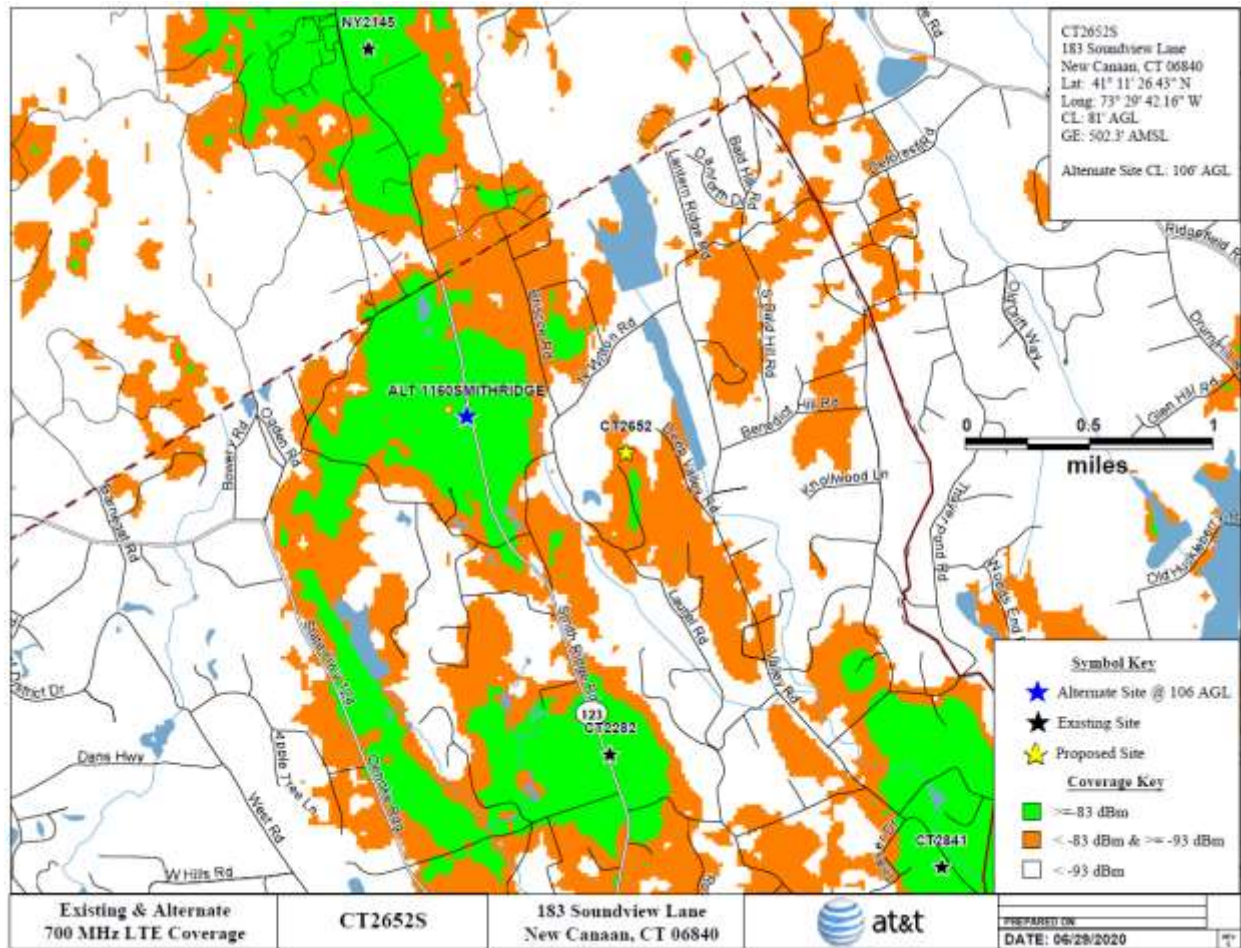 NY2145
CT2652S
183 Soundview Lane
New Canaan, CT 06840
Lat: 41° 11' 26.43" N
Long: 73° 29' 42.16" W
CL: 81' AGL
GE: 502.3' AMSL
Alternate Site CL: 106' AGL
Bald Hill Rd
Lantern Ridge Rd
Ridgefield R
S Bald Hill Rd
Benedict Hill Rd
Knollwood Ln
Thayer Pond Rd
Woods End
Glen Hill Rd
N Wilton Rd
ALT 1160SMITHRIDGE
CT2652
Ogden Rd
Bowery Rd
Barnegat Rd
0 0.5 1
miles
Laurel Rd
Valley Rd
Smith Ridge Rd
123
CT2282
District Dr
Dans Hwy
Apple Tree Ln
West Rd
W Hills Rd
CT2841
Symbol Key
Alternate Site @ 106 AGL
Existing Site
Proposed Site
Coverage Key
>=-83 dBm
< -83 dBm & >= -93 dBm
< -93 dBm
Existing & Alternate
700 MHz LTE Coverage
CT2652S
183 Soundview Lane
New Canaan, CT 06840
at&t
PREPARED ON
DATE: 06/29/2020